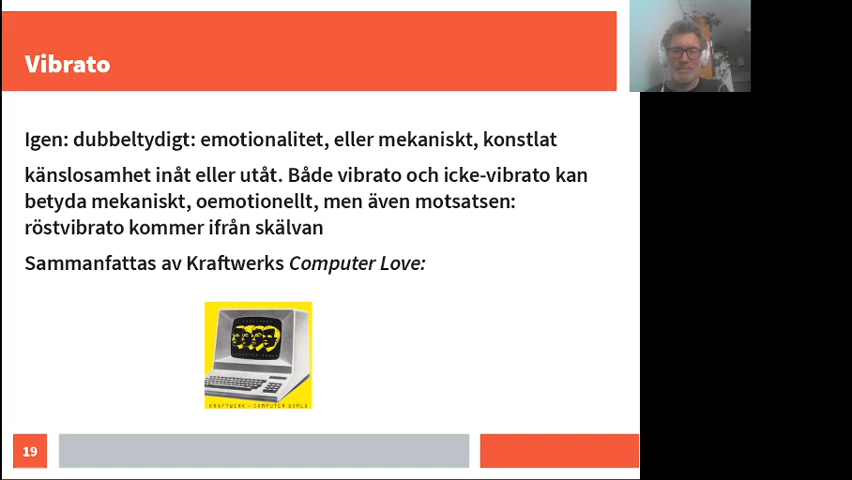 Vibrato
Igen: dubbeltydigt: emotionalitet, eller mekaniskt, konstlat
känslosamhet inåt eller utåt. Både vibrato och icke-vibrato kan
betyda mekaniskt, oemotionellt, men även motsatsen:
röstvibrato kommer ifrån skälvan
Sammanfattas av Kraftwerks Computer Love:
KRAFTWERK - COMPUTER WORLD
19